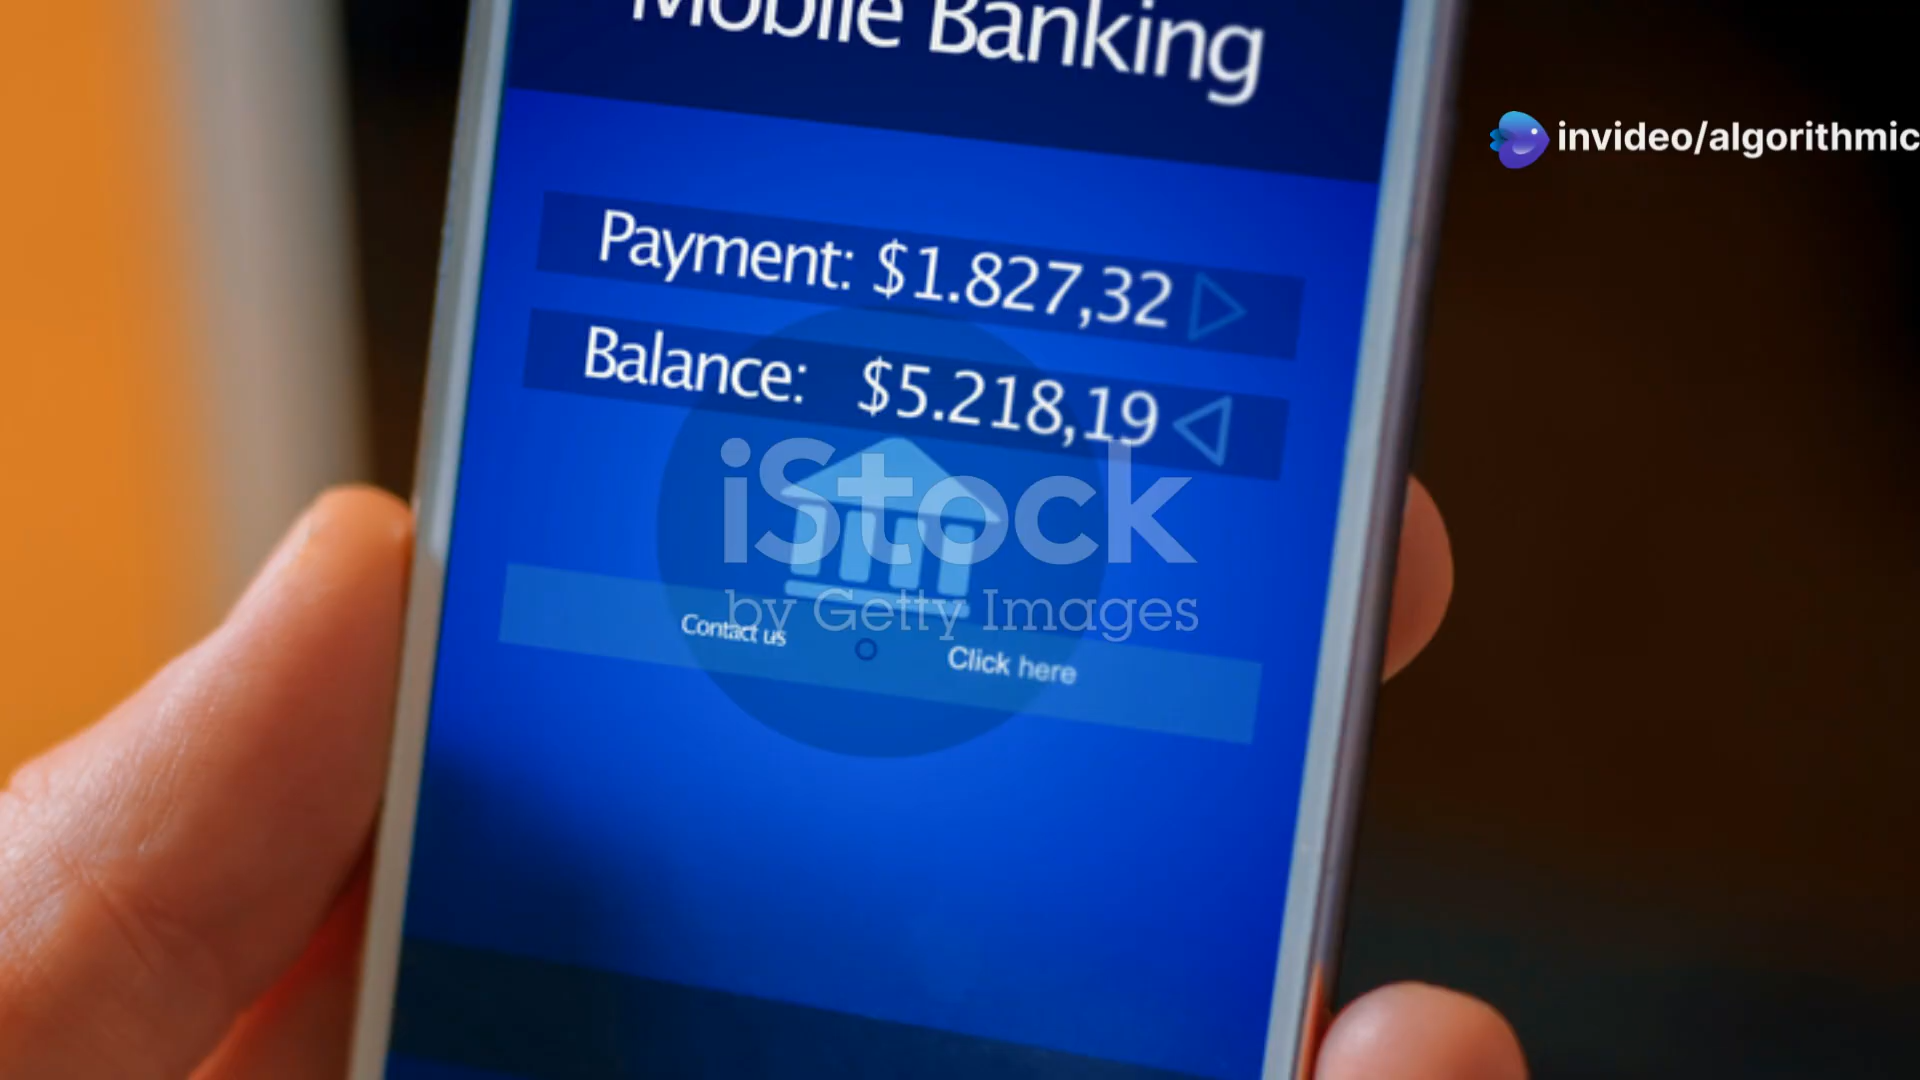 Mobile Banking
invideo/algorithmic
Payment: $1.827,32
Balance: $5.218,19
iStock
by Getty Images
Contact us
Click here